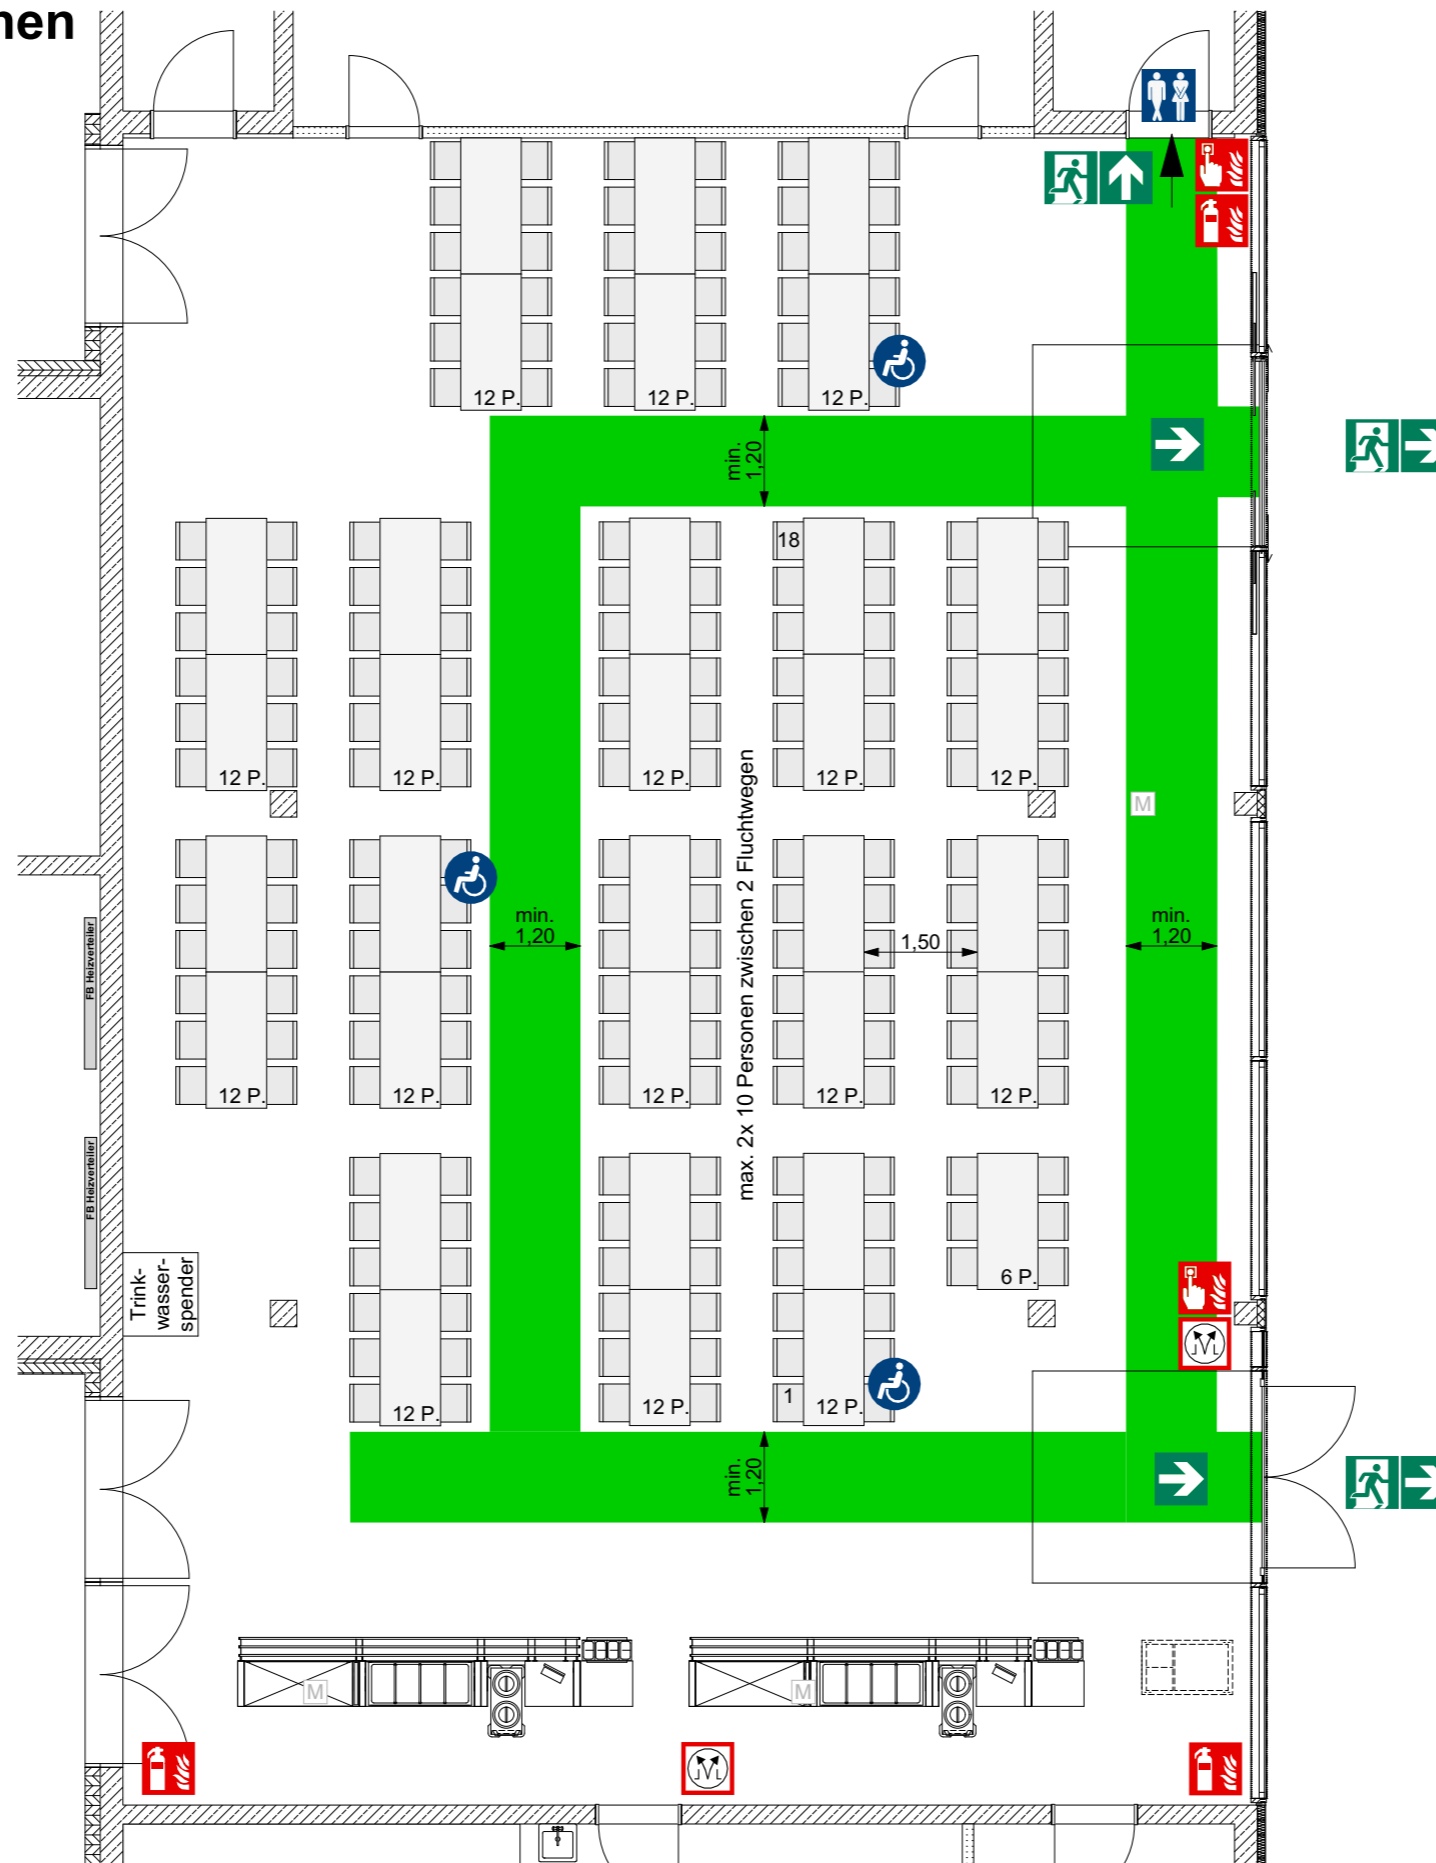 nen
12 P.
12 P.
12 P.
min.
1,20
18
12 P.
12 P.
12 P.
12 P.
12 P.
M
max. 2x 10 Personen zwischen 2 Fluchtwegen
min.
1,20
1,50
min.
1,20
FB Heizverteiler
12 P.
12 P.
12 P.
12 P.
12 P.
FB Heizverteiler
Trink-
wasser-
spender
6 P.
1
12 P.
12 P.
12 P.
min.
1,20
M
M